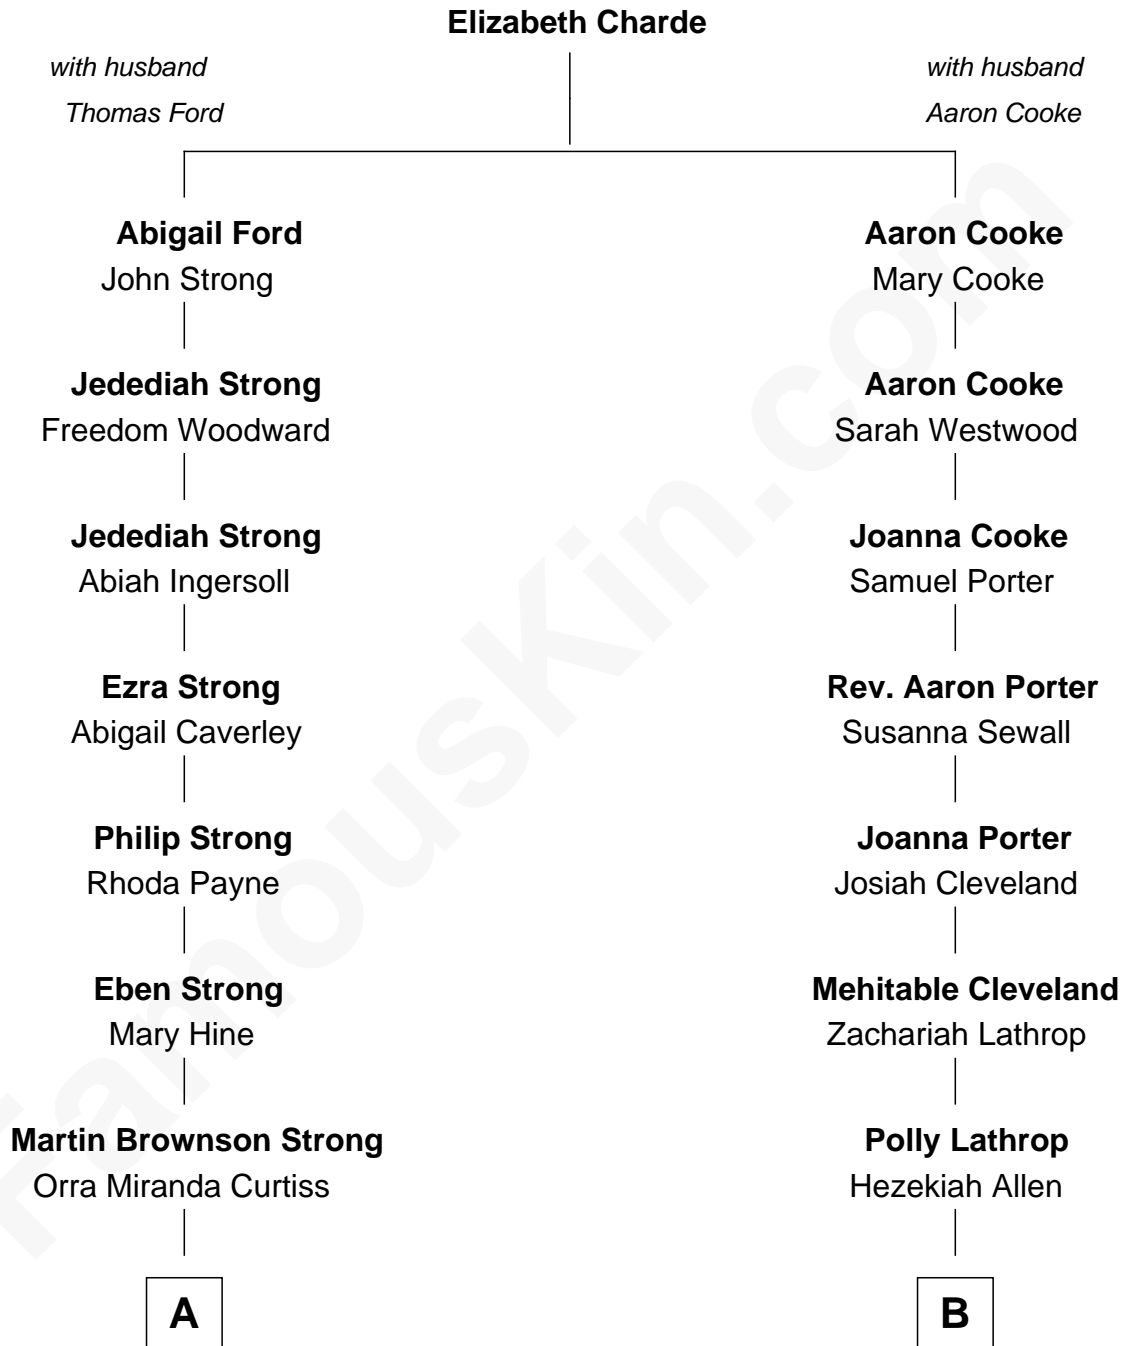 Elizabeth Charde
with husband
Thomas Ford
with husband
Aaron Cooke
Abigail Ford
John Strong
Aaron Cooke
Mary Cooke
Jedediah Strong
Freedom Woodward
Aaron Cooke
Sarah Westwood
Jedediah Strong
Abiah Ingersoll
Joanna Cooke
Samuel Porter
Ezra Strong
Abigail Caverley
Rev. Aaron Porter
Susanna Sewall
Philip Strong
Rhoda Payne
Joanna Porter
Josiah Cleveland
Eben Strong
Mary Hine
Mehitable Cleveland
Zachariah Lathrop
Martin Brownson Strong
Orra Miranda Curtiss
Polly Lathrop
Hezekiah Allen
A
B
FamousKin.com